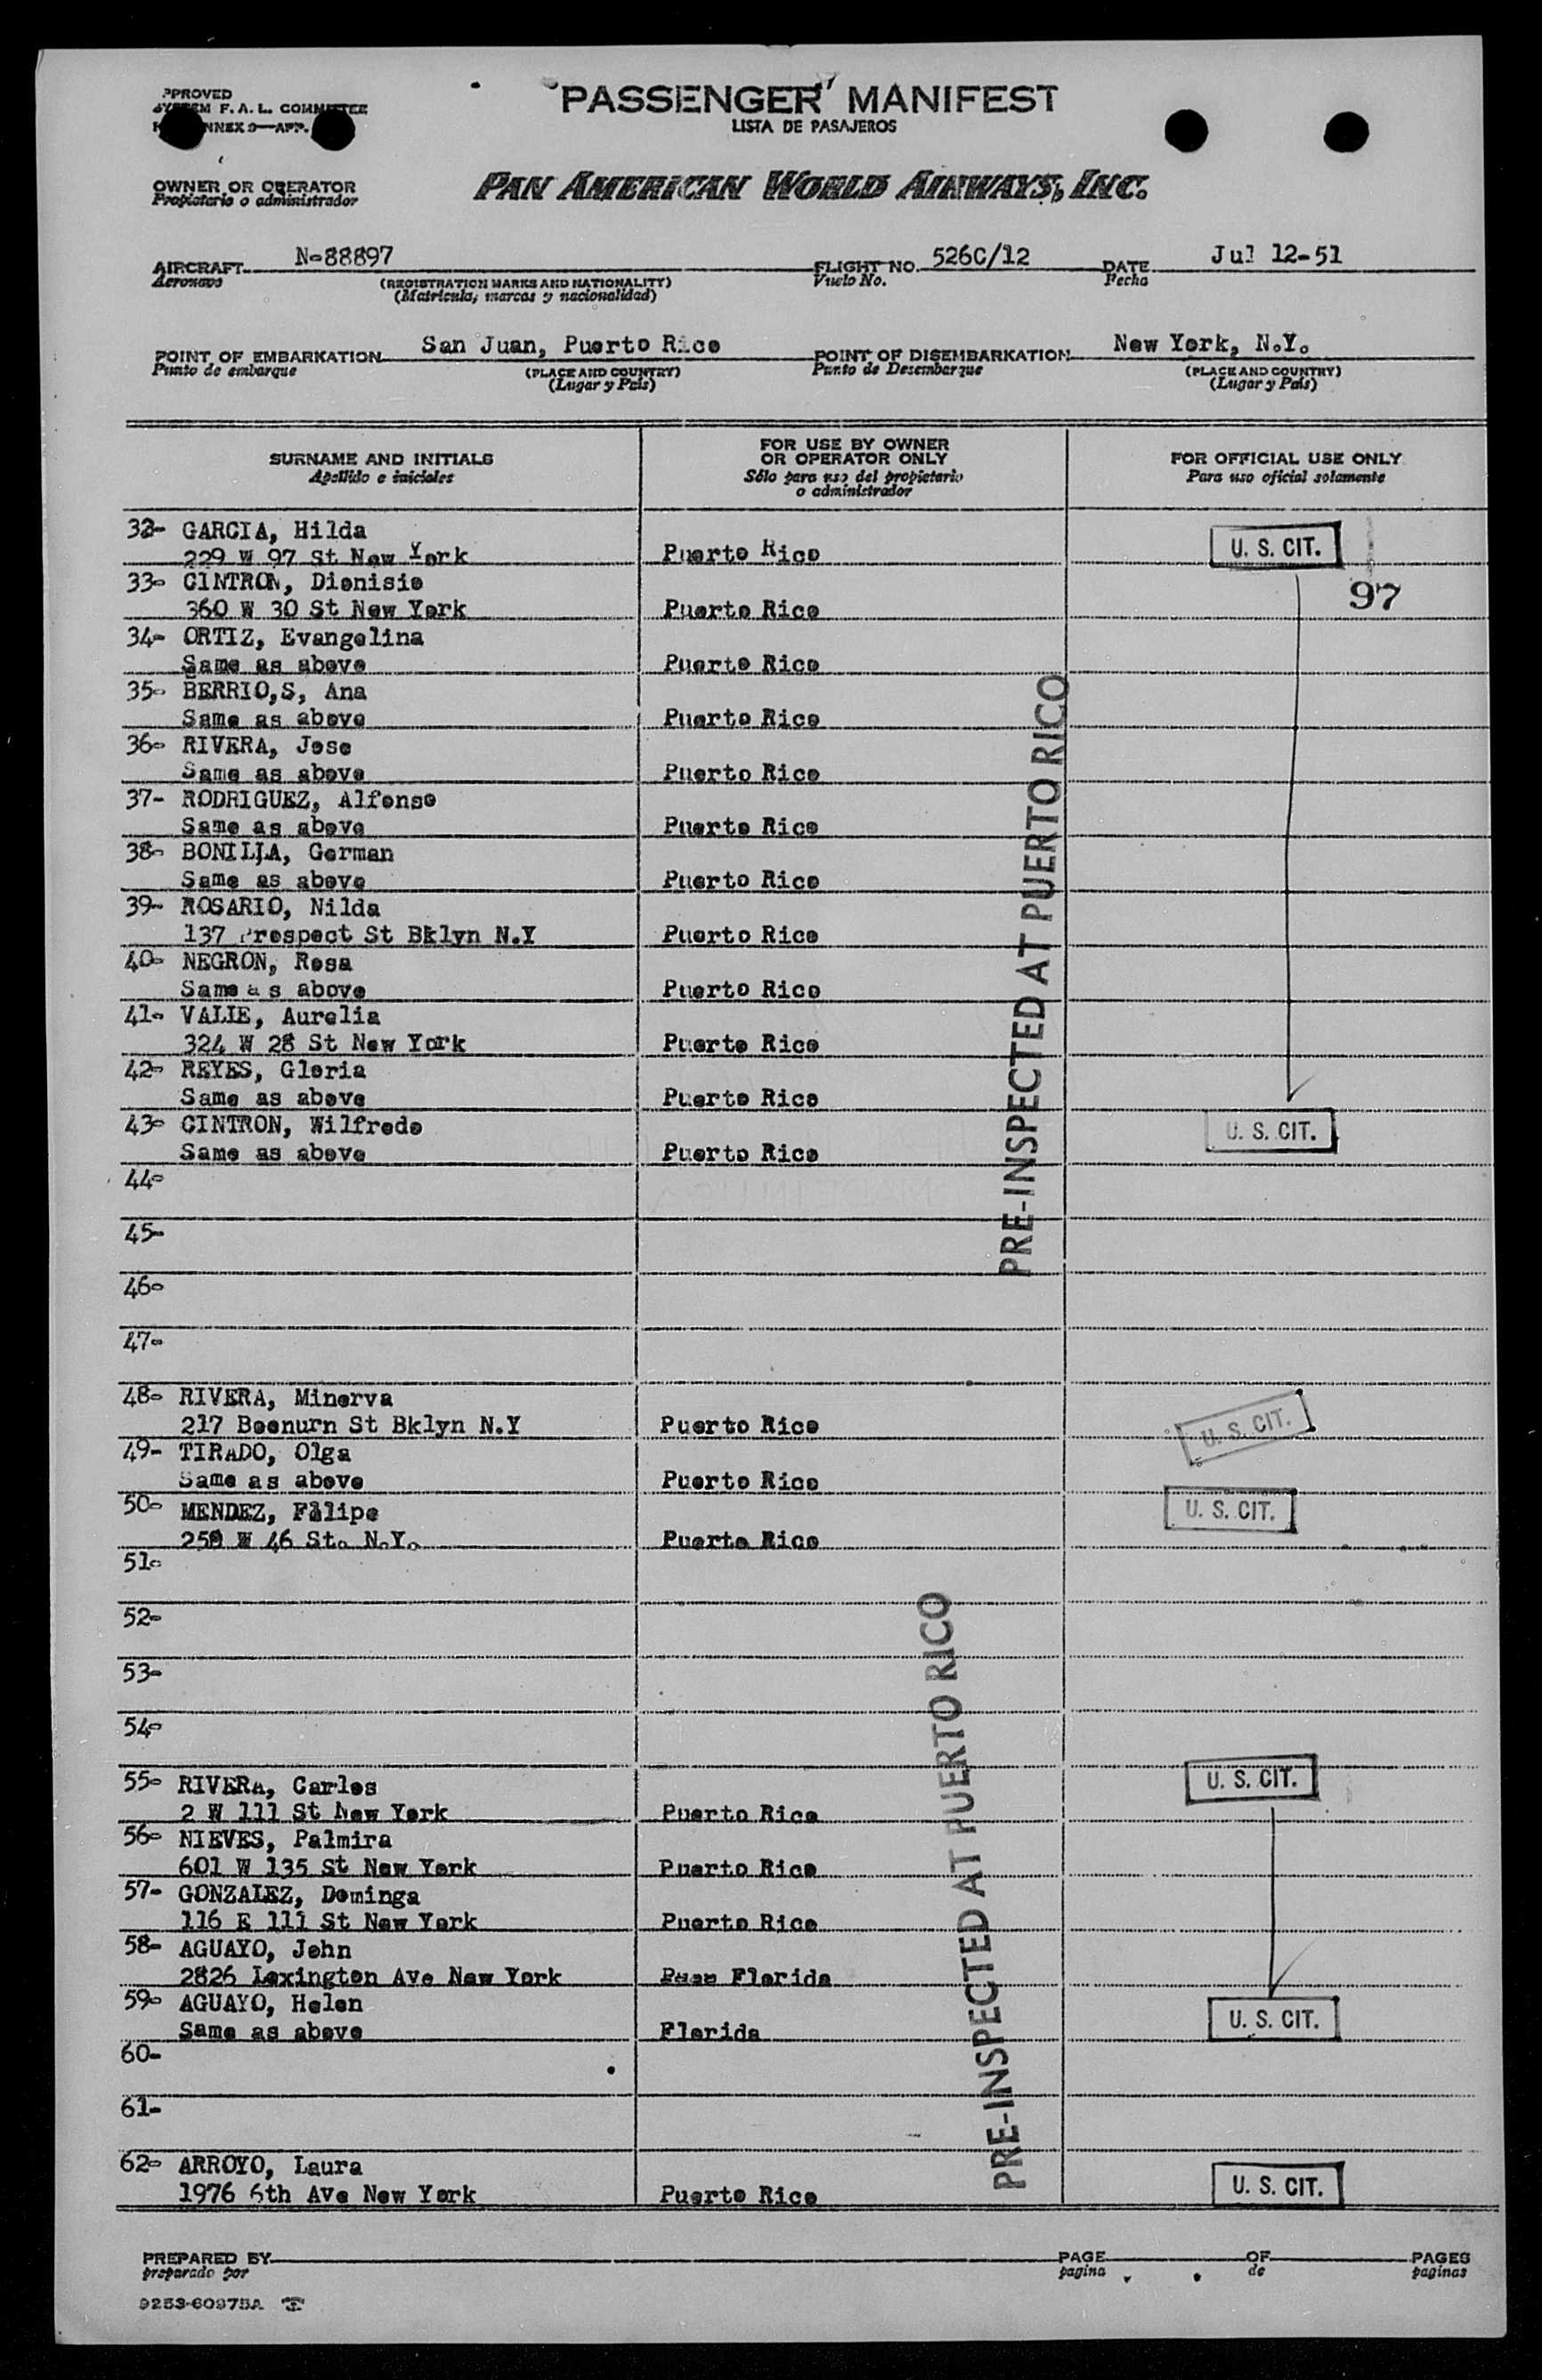 PPROVED
SYSTEM F. A. L. COMMITTEE
NNEX 9—APP.
PASSENGER MANIFEST
LISTA DE PASAJEROS
OWNER OR OPERATOR
Propietario o administrador
PAN AMERICAN WORLD AIRWAYS, INC.
AIRCRAFT N-88897 FLIGHT NO. 526C/12 DATE Jul 12-51
Aeronave (REGISTRATION MARKS AND NATIONALITY) Vuelo No. Fecha
(Matricula, marcas y nacionalidad)
POINT OF EMBARKATION San Juan, Puerto Rico POINT OF DISEMBARKATION New York, N.Y.
Punto de embarque (PLACE AND COUNTRY) Punto de Desembarque (PLACE AND COUNTRY)
(Lugar y País) (Lugar y País)
SURNAME AND INITIALS
Apellido e iniciales
FOR USE BY OWNER
OR OPERATOR ONLY
Sólo para uso del propietario
o administrador
FOR OFFICIAL USE ONLY
Para uso oficial solamente
32- GARCIA, Hilda U. S. CIT.
229 W 97 St New York Puerto Rico
33- CINTRON, Dionisio 97
360 W 30 St New York Puerto Rico
34- ORTIZ, Evangelina
Same as above Puerto Rico
35- BERRIO,S, Ana
Same as above Puerto Rico
36- RIVERA, Jose
Same as above Puerto Rico
37- RODRIGUEZ, Alfonso
Same as above Puerto Rico
38- BONILLA, German
Same as above Puerto Rico
39- ROSARIO, Nilda
137 Prospect St Bklyn N.Y Puerto Rico
40- NEGRON, Rosa
Same a s above Puerto Rico
41- VALIE, Aurelia
324 W 28 St New York Puerto Rico
42- REYES, Gloria
Same as above Puerto Rico
43- CINTRON, Wilfredo U. S. CIT.
Same as above Puerto Rico
PRE-INSPECTED AT PUERTO RICO
44-
45-
46-
47-
48- RIVERA, Minerva
217 Boenurn St Bklyn N.Y Puerto Rico U. S. CIT.
49- TIRADO, Olga
Same as above Puerto Rico
50- MENDEZ, Falipe U. S. CIT.
259 W 46 St. N.Y. Puerto Rico
51-
52-
53-
54-
55- RIVERA, Carlos U. S. CIT.
2 W 111 St New York Puerto Rico
56- NIEVES, Palmira
601 W 135 St New York Puerto Rico
57- GONZALEZ, Dominga
116 E 111 St New York Puerto Rico
58- AGUAYO, John
2826 Lexington Ave New York Florida
59- AGUAYO, Helen U. S. CIT.
Same as above Florida
60-
61-
62- ARROYO, Laura U. S. CIT.
1976 6th Ave New York Puerto Rico
PRE-INSPECTED AT PUERTO RICO
PREPARED BY PAGE OF PAGES
preparado por pagina de paginas
9253-60975A